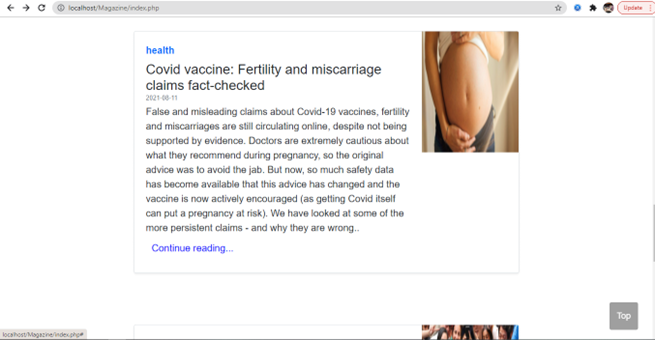 localhost/Magazine/index.php
Update
health
Covid vaccine: Fertility and miscarriage
claims fact-checked
2021-08-11
False and misleading claims about Covid-19 vaccines, fertility
and miscarriages are still circulating online, despite not being
supported by evidence. Doctors are extremely cautious about
what they recommend during pregnancy, so the original
advice was to avoid the jab. But now, so much safety data
has become available that this advice has changed and the
vaccine is now actively encouraged (as getting Covid itself
can put a pregnancy at risk). We have looked at some of the
more persistent claims - and why they are wrong..
Continue reading...
Top
localhost/Magazine/index.php#